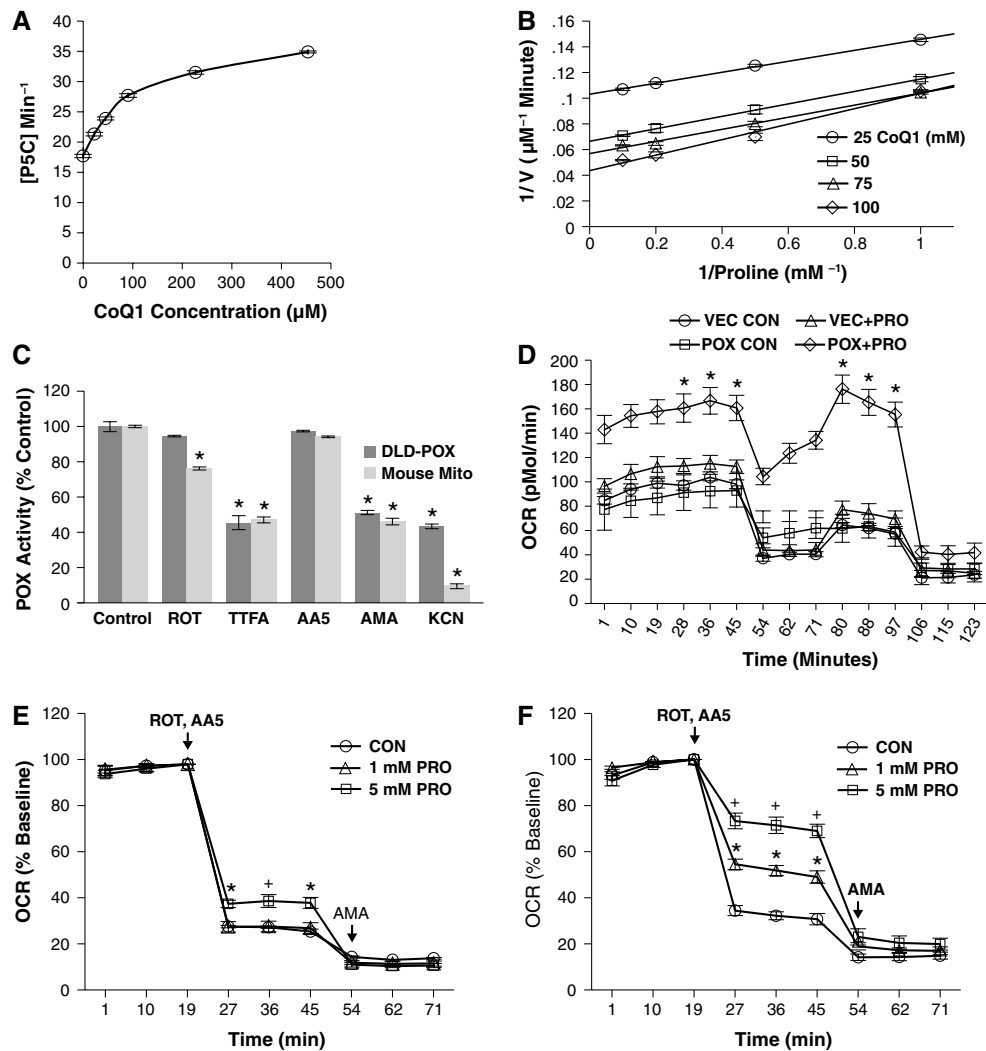 A
40
35
30
25
20
15
10
5
0
[P5C] Min⁻¹
0 100 200 300 400 500
CoQ1 Concentration (µM)
B
.16
0.14
0.12
.1
.08
.06
.04
.02
0
1/ V ( µM⁻¹ Minute)
25 CoQ1 (mM)
50
75
100
0 0.2 0.4 0.6 0.8 1
1/Proline (mM ⁻¹)
C
120
100
80
60
40
20
0
POX Activity (% Control)
DLD-POX
Mouse Mito
* * * * * * *
Control ROT TTFA AA5 AMA KCN
D
VEC CON VEC+PRO
POX CON POX+PRO
200
180
160
140
120
100
80
60
40
20
0
OCR (pMol/min)
* * * * * *
1 10 19 28 36 45 54 62 71 80 88 97 106 115 123
Time (Minutes)
E
120
100
80
60
40
20
0
OCR (% Baseline)
ROT, AA5
CON
1 mM PRO
5 mM PRO
* + *
AMA
1 10 19 27 36 45 54 62 71
Time (min)
F
120
100
80
60
40
20
0
OCR (% Baseline)
ROT, AA5
CON
1 mM PRO
5 mM PRO
+ + +
* * *
AMA
1 10 19 27 36 45 54 62 71
Time (min)